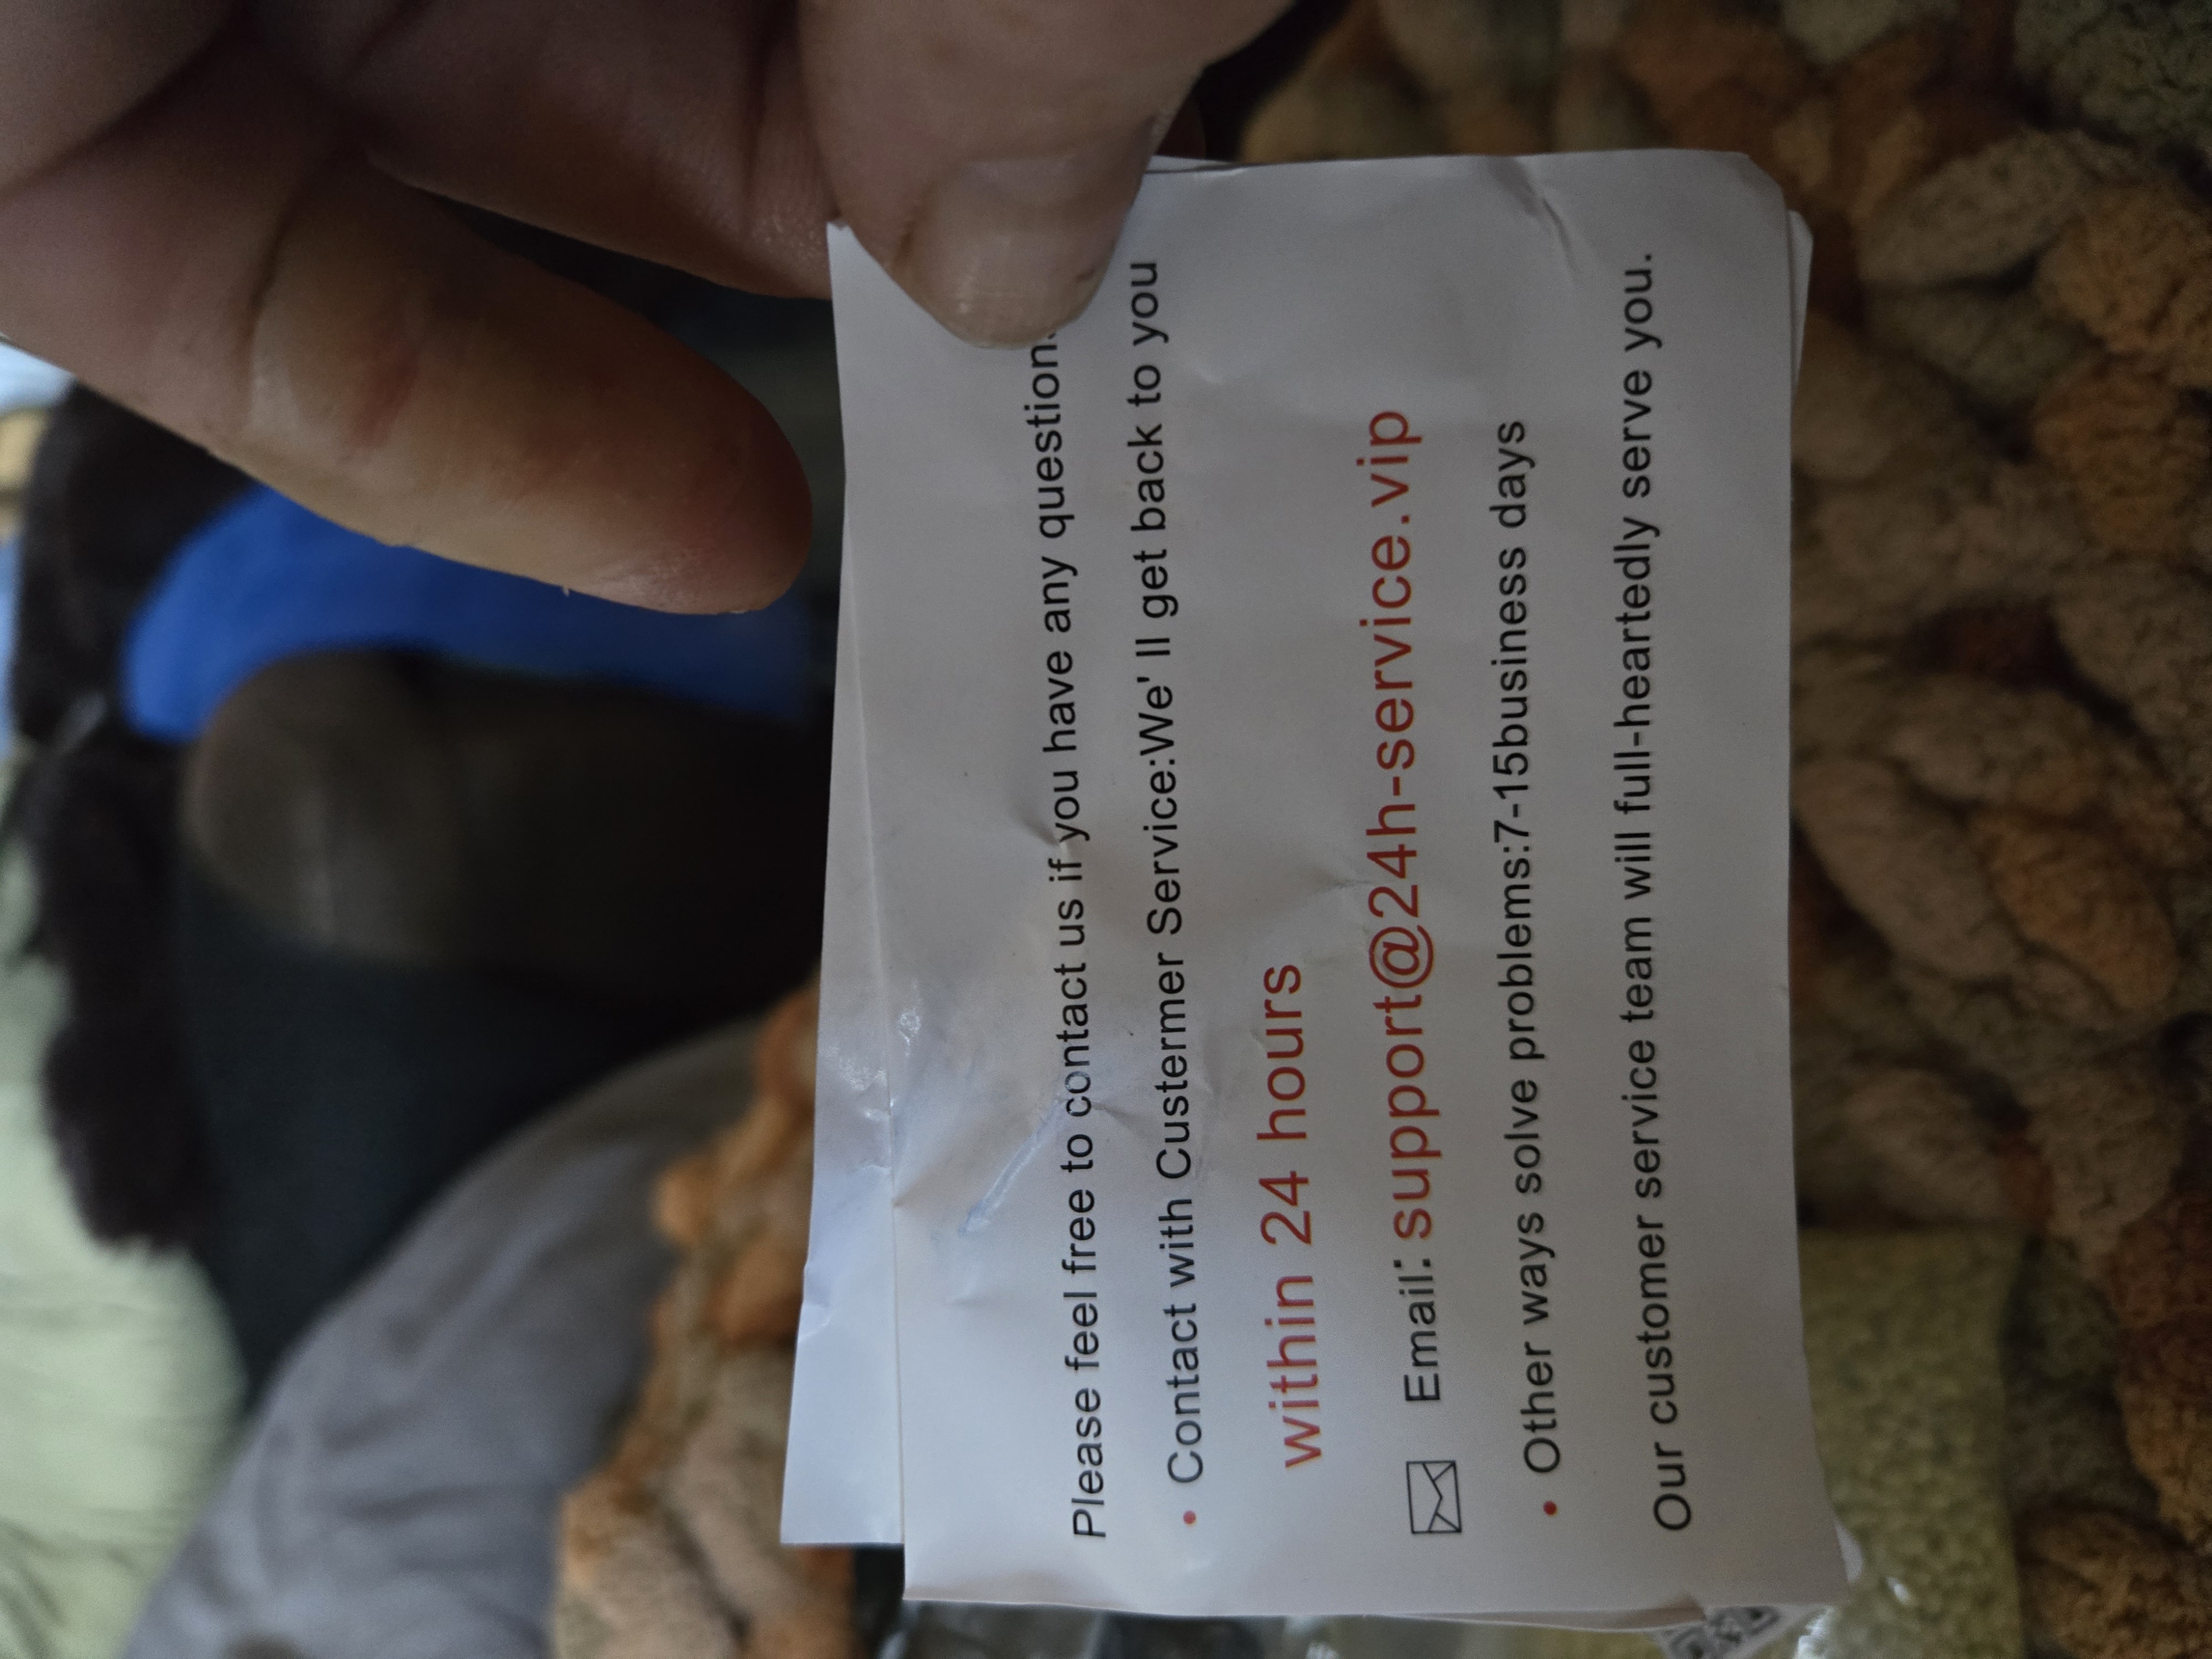 Please feel free to contact us if you have any question
• Contact with Custermer Service:We' ll get back to you
within 24 hours
Email: support@24h-service.vip
• Other ways solve problems:7-15business days
Our customer service team will full-heartedly serve you.